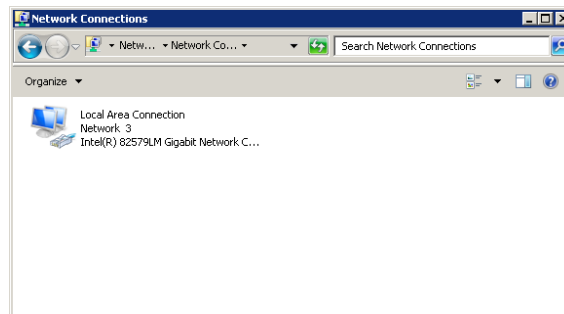 Network Connections
Netw... Network Co... Search Network Connections
Organize
Local Area Connection
Network 3
Intel(R) 82579LM Gigabit Network C...